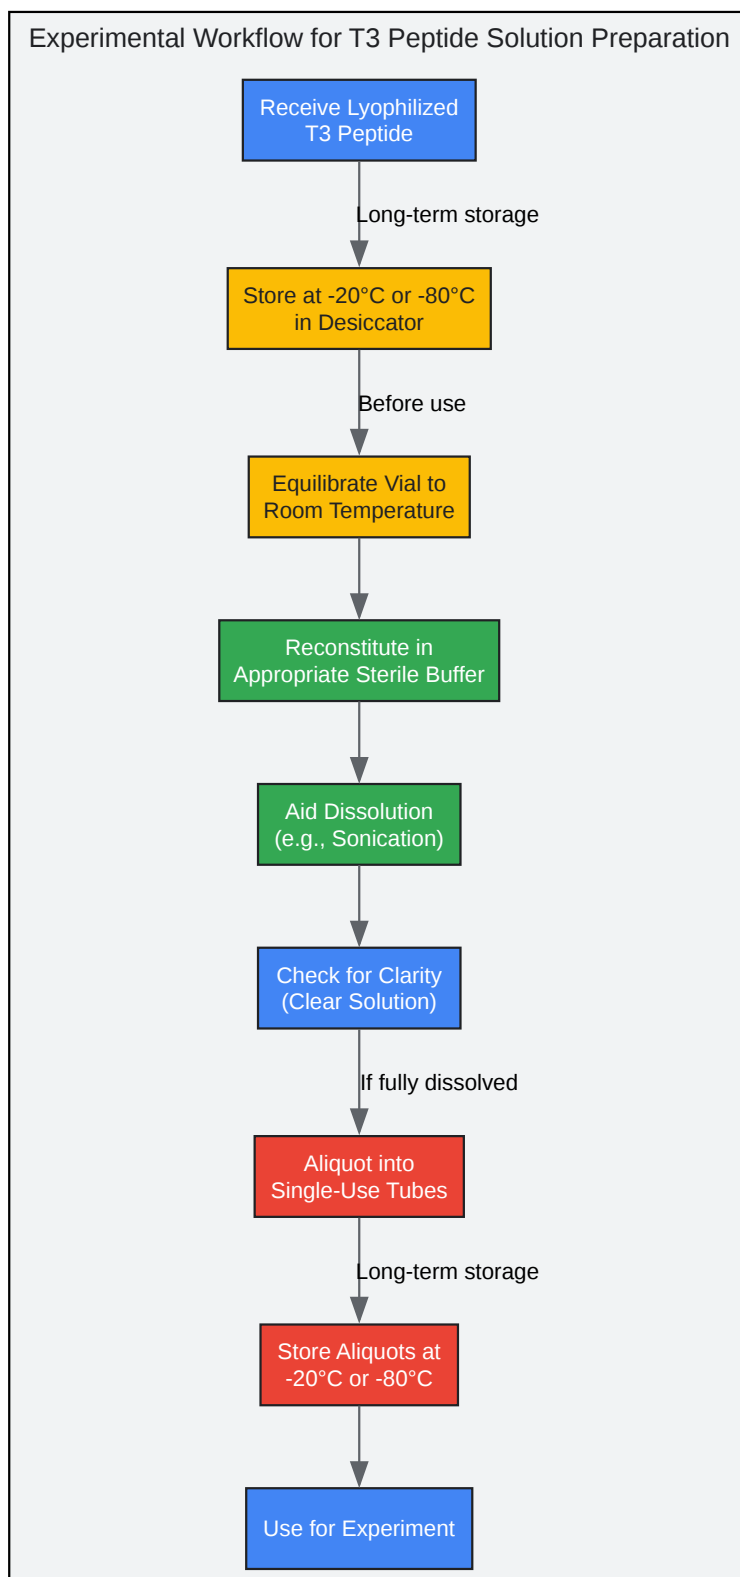 Experimental Workflow for T3 Peptide Solution Preparation
Receive Lyophilized
T3 Peptide
Long-term storage
Store at -20°C or -80°C
in Desiccator
Before use
Equilibrate Vial to
Room Temperature
Reconstitute in
Appropriate Sterile Buffer
Aid Dissolution
(e.g., Sonication)
Check for Clarity
(Clear Solution)
If fully dissolved
Aliquot into
Single-Use Tubes
Long-term storage
Store Aliquots at
-20°C or -80°C
Use for Experiment